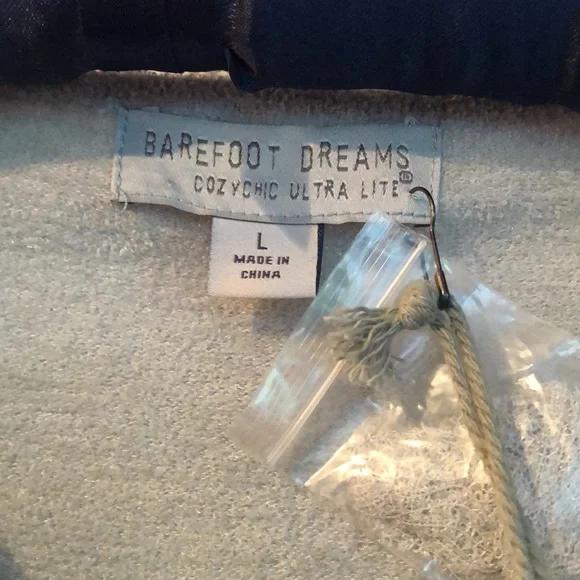 BAREFOOT DREAMS®
COZYCHIC ULTRA LITE
L
MADE IN
CHINA